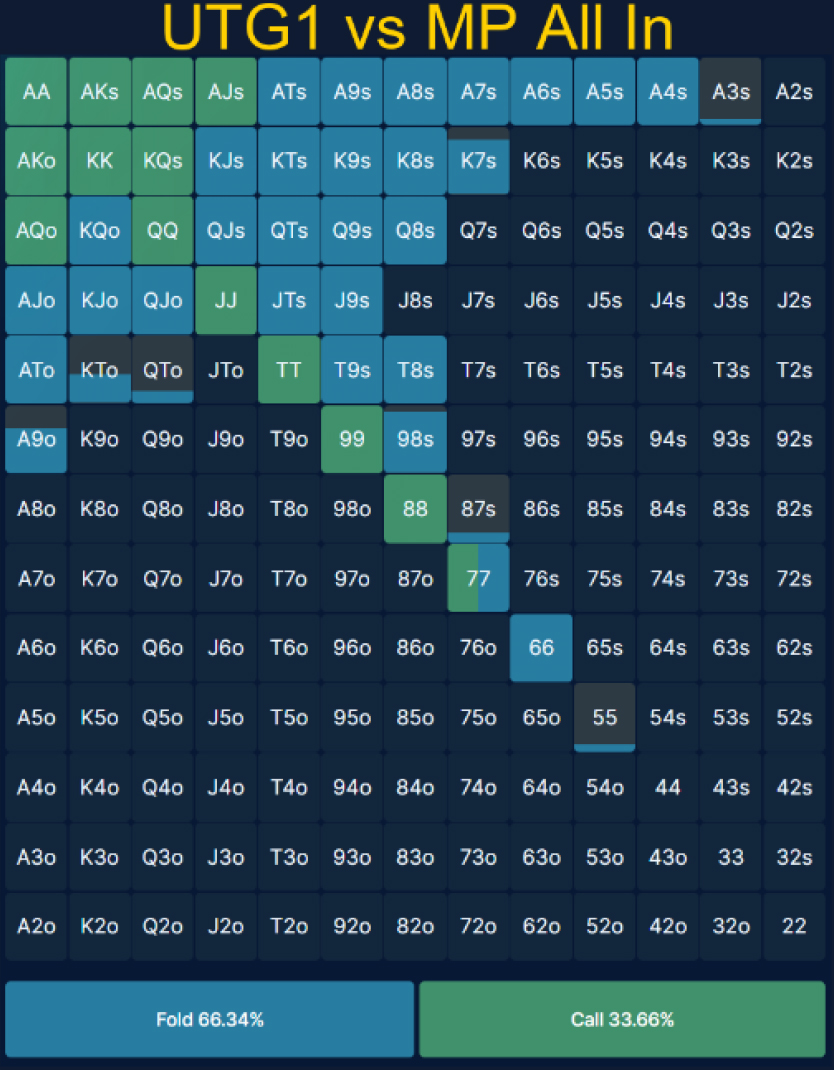 UTG1 vs MP All In
AA AKs AQs AJs ATs A9s A8s A7s A6s A5s A4s A3s A2s
AKo KK KQs KJs KTs K9s K8s K7s K6s K5s K4s K3s K2s
AQo KQo QQ QJs QTs Q9s Q8s Q7s Q6s Q5s Q4s Q3s Q2s
AJo KJo QJo JJ JTs J9s J8s J7s J6s J5s J4s J3s J2s
ATo KTo QTo JTo TT T9s T8s T7s T6s T5s T4s T3s T2s
A9o K9o Q9o J9o T9o 99 98s 97s 96s 95s 94s 93s 92s
A8o K8o Q8o J8o T8o 98o 88 87s 86s 85s 84s 83s 82s
A7o K7o Q7o J7o T7o 97o 87o 77 76s 75s 74s 73s 72s
A6o K6o Q6o J6o T6o 96o 86o 76o 66 65s 64s 63s 62s
A5o K5o Q5o J5o T5o 95o 85o 75o 65o 55 54s 53s 52s
A4o K4o Q4o J4o T4o 94o 84o 74o 64o 54o 44 43s 42s
A3o K3o Q3o J3o T3o 93o 83o 73o 63o 53o 43o 33 32s
A2o K2o Q2o J2o T2o 92o 82o 72o 62o 52o 42o 32o 22
Fold 66.34% Call 33.66%